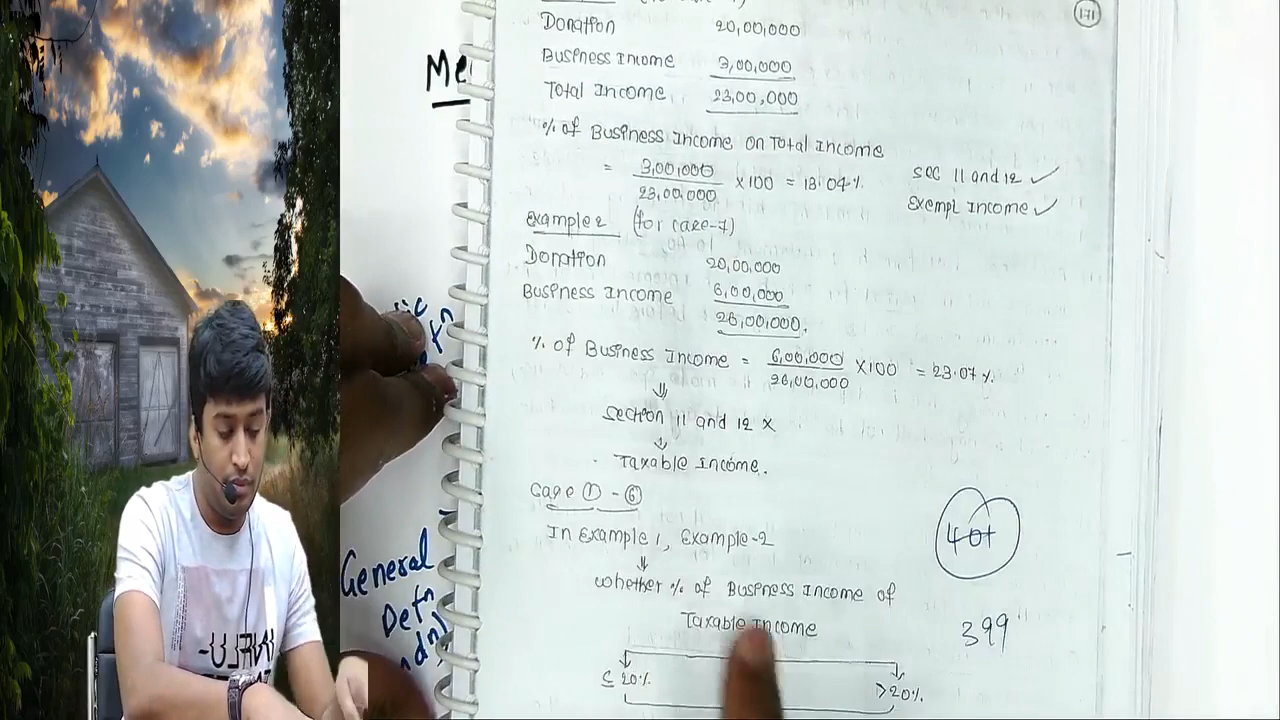 171
Donation 20,00,000
Business Income 3,00,000
Total Income 23,00,000
% of Business Income on Total Income
= 3,00,000 / 23,00,000 ×100 = 13.04%
Sec 11 and 12 ✓
Exempt Income ✓
Example 2 (for case-7)
Donation 20,00,000
Business Income 6,00,000
26,00,000.
% of Business Income = 6,00,000 / 26,00,000 ×100 = 23.07%
⇓
Section 11 and 12 ×
↓
Taxable Income.
Case ① - ⑥
In Example 1, Example-2
⇓
Whether % of Business Income of
Taxable Income
≤ 20%
>20%
401
399
Me
General
Defn